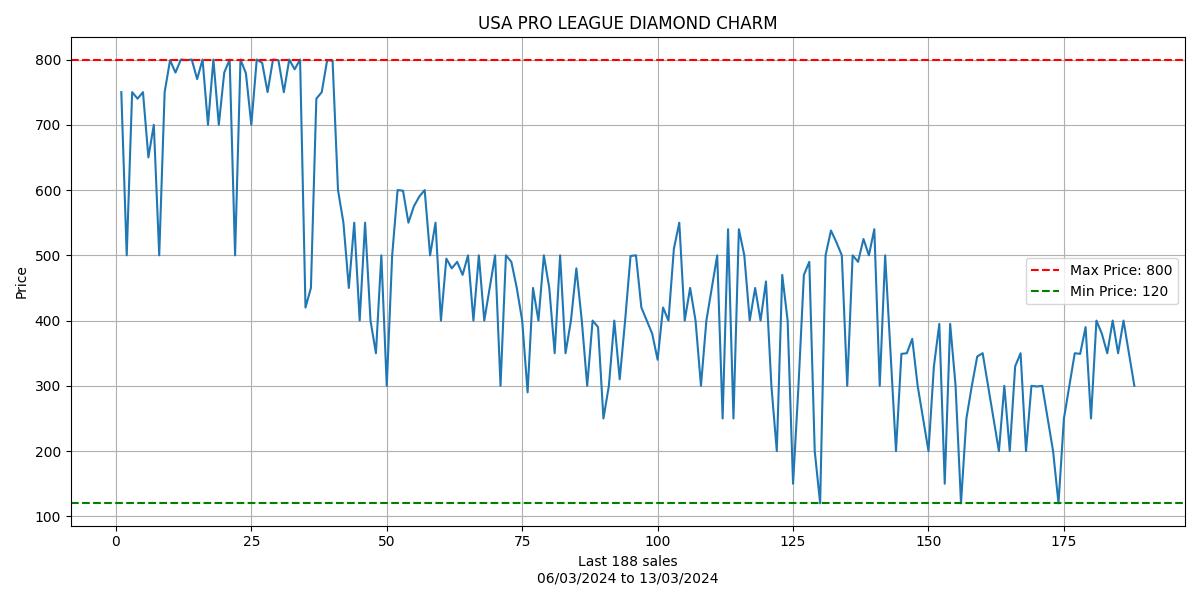 USA PRO LEAGUE DIAMOND CHARM
Price
800
700
600
500
400
300
200
100
Max Price: 800
Min Price: 120
0 25 50 75 100 125 150 175
Last 188 sales
06/03/2024 to 13/03/2024